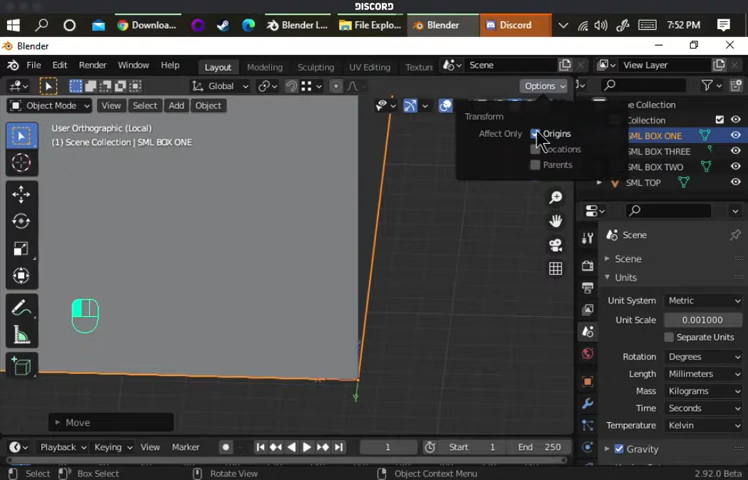 DISCORD
Downloa...
Blender L...
File Explo...
Blender
Discord
7:52 PM
Blender
File Edit Render Window Help Layout Modeling Sculpting UV Editing Textur
Scene
View Layer
Global
Options
Object Mode View Select Add Object
User Orthographic (Local)
(1) Scene Collection | SML BOX ONE
Transform
Affect Only Origins
Locations
Parents
ne Collection
Collection
SML BOX ONE
SML BOX THREE
SML BOX TWO
SML TOP
Scene
Scene
Units
Unit System Metric
Unit Scale 0.001000
Separate Units
Rotation Degrees
Length Millimeters
Mass Kilograms
Time Seconds
Temperature Kelvin
Gravity
Move
Playback Keying View Marker 1 Start 1 End 250
Select Box Select Rotate View Object Context Menu 2.92.0 Beta